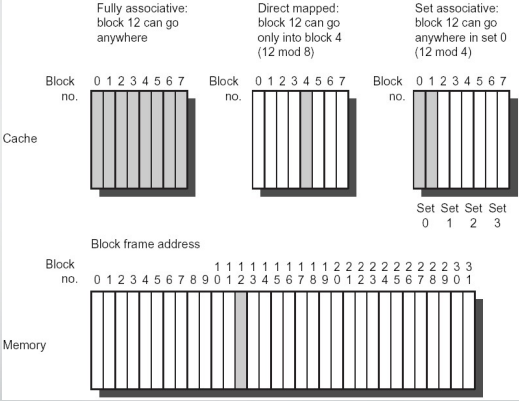 Fully associative:
block 12 can go
anywhere
Direct mapped:
block 12 can go
only into block 4
(12 mod 8)
Set associative:
block 12 can go
anywhere in set 0
(12 mod 4)
Block no. 0 1 2 3 4 5 6 7
Block no. 0 1 2 3 4 5 6 7
Block no. 0 1 2 3 4 5 6 7
Cache
Set 0 Set 1 Set 2 Set 3
Block frame address
Block no. 0 1 2 3 4 5 6 7 8 9 10 11 12 13 14 15 16 17 18 19 20 21 22 23 24 25 26 27 28 29 30 31
Memory